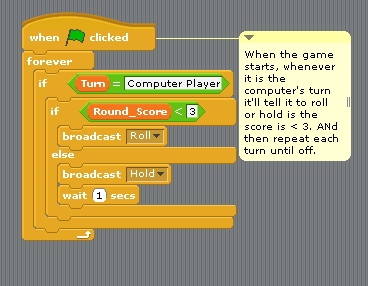 when clicked
forever
if Turn = Computer Player
if Round_Score < 3
broadcast Roll
else
broadcast Hold
wait 1 secs
When the game
starts, whenever
it is the
computer's turn
it'll tell it to roll
or hold is the
score is < 3. ANd
then repeat each
turn until off.